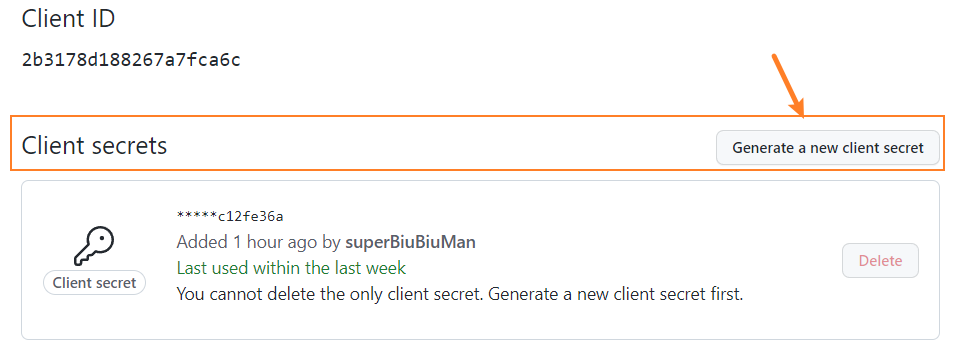 Client ID
2b3178d188267a7fca6c
Client secrets
Generate a new client secret
*****c12fe36a
Added 1 hour ago by superBiuBiuMan
Last used within the last week
You cannot delete the only client secret. Generate a new client secret first.
Client secret
Delete